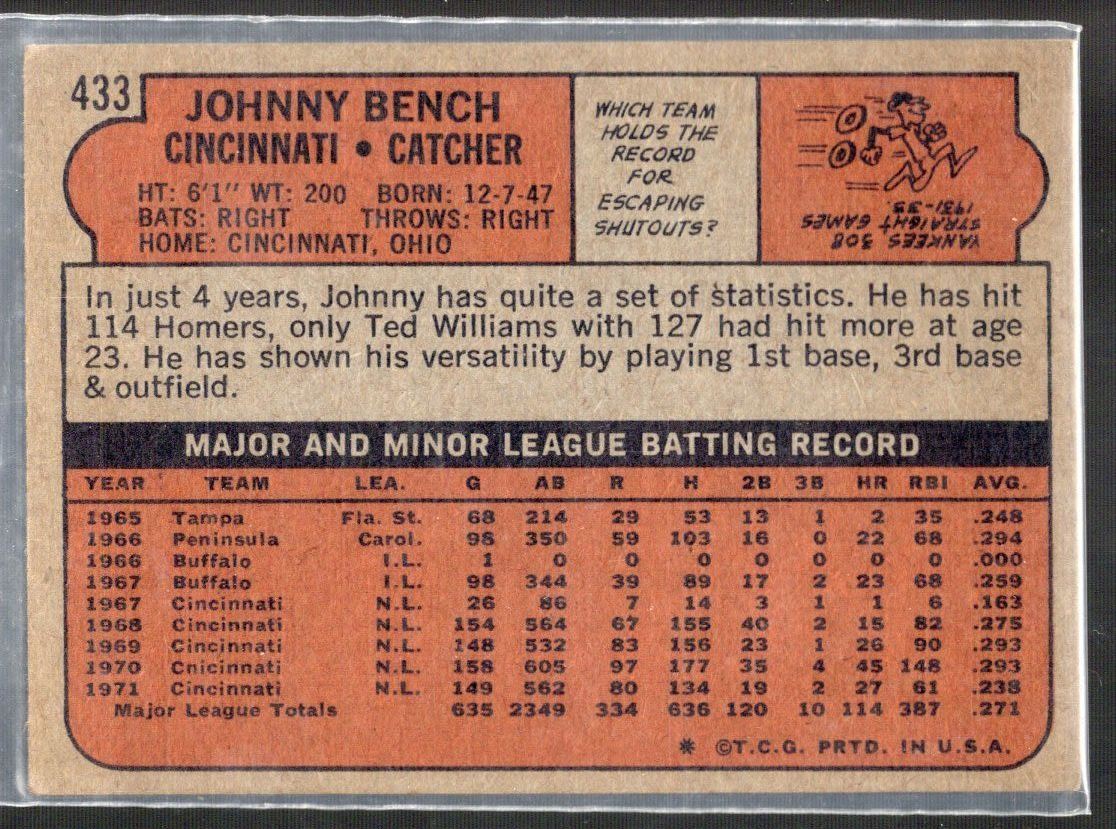 433
JOHNNY BENCH
CINCINNATI • CATCHER
HT: 6'1" WT: 200 BORN: 12-7-47
BATS: RIGHT THROWS: RIGHT
HOME: CINCINNATI, OHIO
WHICH TEAM
HOLDS THE
RECORD
FOR
ESCAPING
SHUTOUTS?
YANKEES 308
STRAIGHT GAMES
1931-33.
In just 4 years, Johnny has quite a set of statistics. He has hit
114 Homers, only Ted Williams with 127 had hit more at age
23. He has shown his versatility by playing 1st base, 3rd base
& outfield.
MAJOR AND MINOR LEAGUE BATTING RECORD
YEAR TEAM LEA. G AB R H 2B 3B HR RBI AVG.
1965 Tampa Fla. St. 68 214 29 53 13 1 2 35 .248
1966 Peninsula Carol. 98 350 59 103 16 0 22 68 .294
1966 Buffalo I.L. 1 0 0 0 0 0 0 0 .000
1967 Buffalo I.L. 98 344 39 89 17 2 23 68 .259
1967 Cincinnati N.L. 26 86 7 14 3 1 1 6 .163
1968 Cincinnati N.L. 154 564 67 155 40 2 15 82 .275
1969 Cincinnati N.L. 148 532 83 156 23 1 26 90 .293
1970 Cnicinnati N.L. 158 605 97 177 35 4 45 148 .293
1971 Cincinnati N.L. 149 562 80 134 19 2 27 61 .238
Major League Totals 635 2349 334 636 120 10 114 387 .271
* ©T.C.G. PRTD. IN U.S.A.